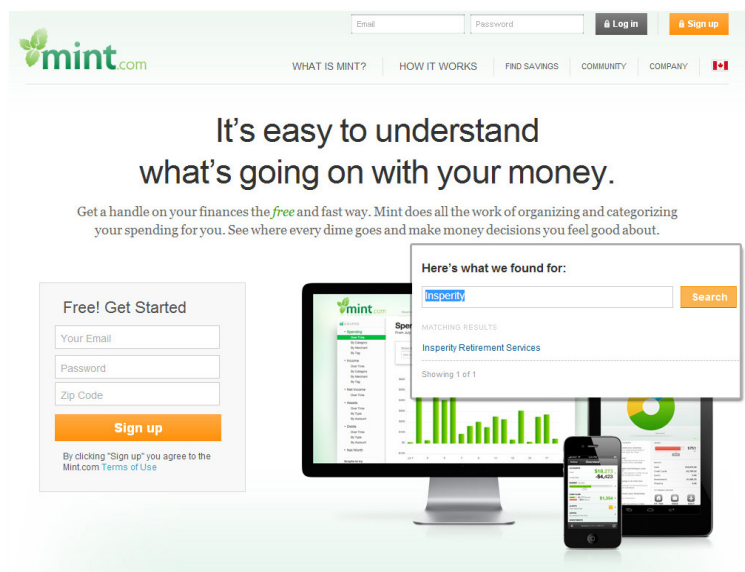 Email
Password
Log in
Sign up
mint.com
WHAT IS MINT?
HOW IT WORKS
FIND SAVINGS
COMMUNITY
COMPANY
It's easy to understand
what's going on with your money.
Get a handle on your finances the free and fast way. Mint does all the work of organizing and categorizing
your spending for you. See where every dime goes and make money decisions you feel good about.
Here's what we found for:
Insperity
Search
MATCHING RESULTS
Insperity Retirement Services
Showing 1 of 1
Free! Get Started
Your Email
Password
Zip Code
Sign up
By clicking "Sign up" you agree to the
Mint.com Terms of Use
mint.com